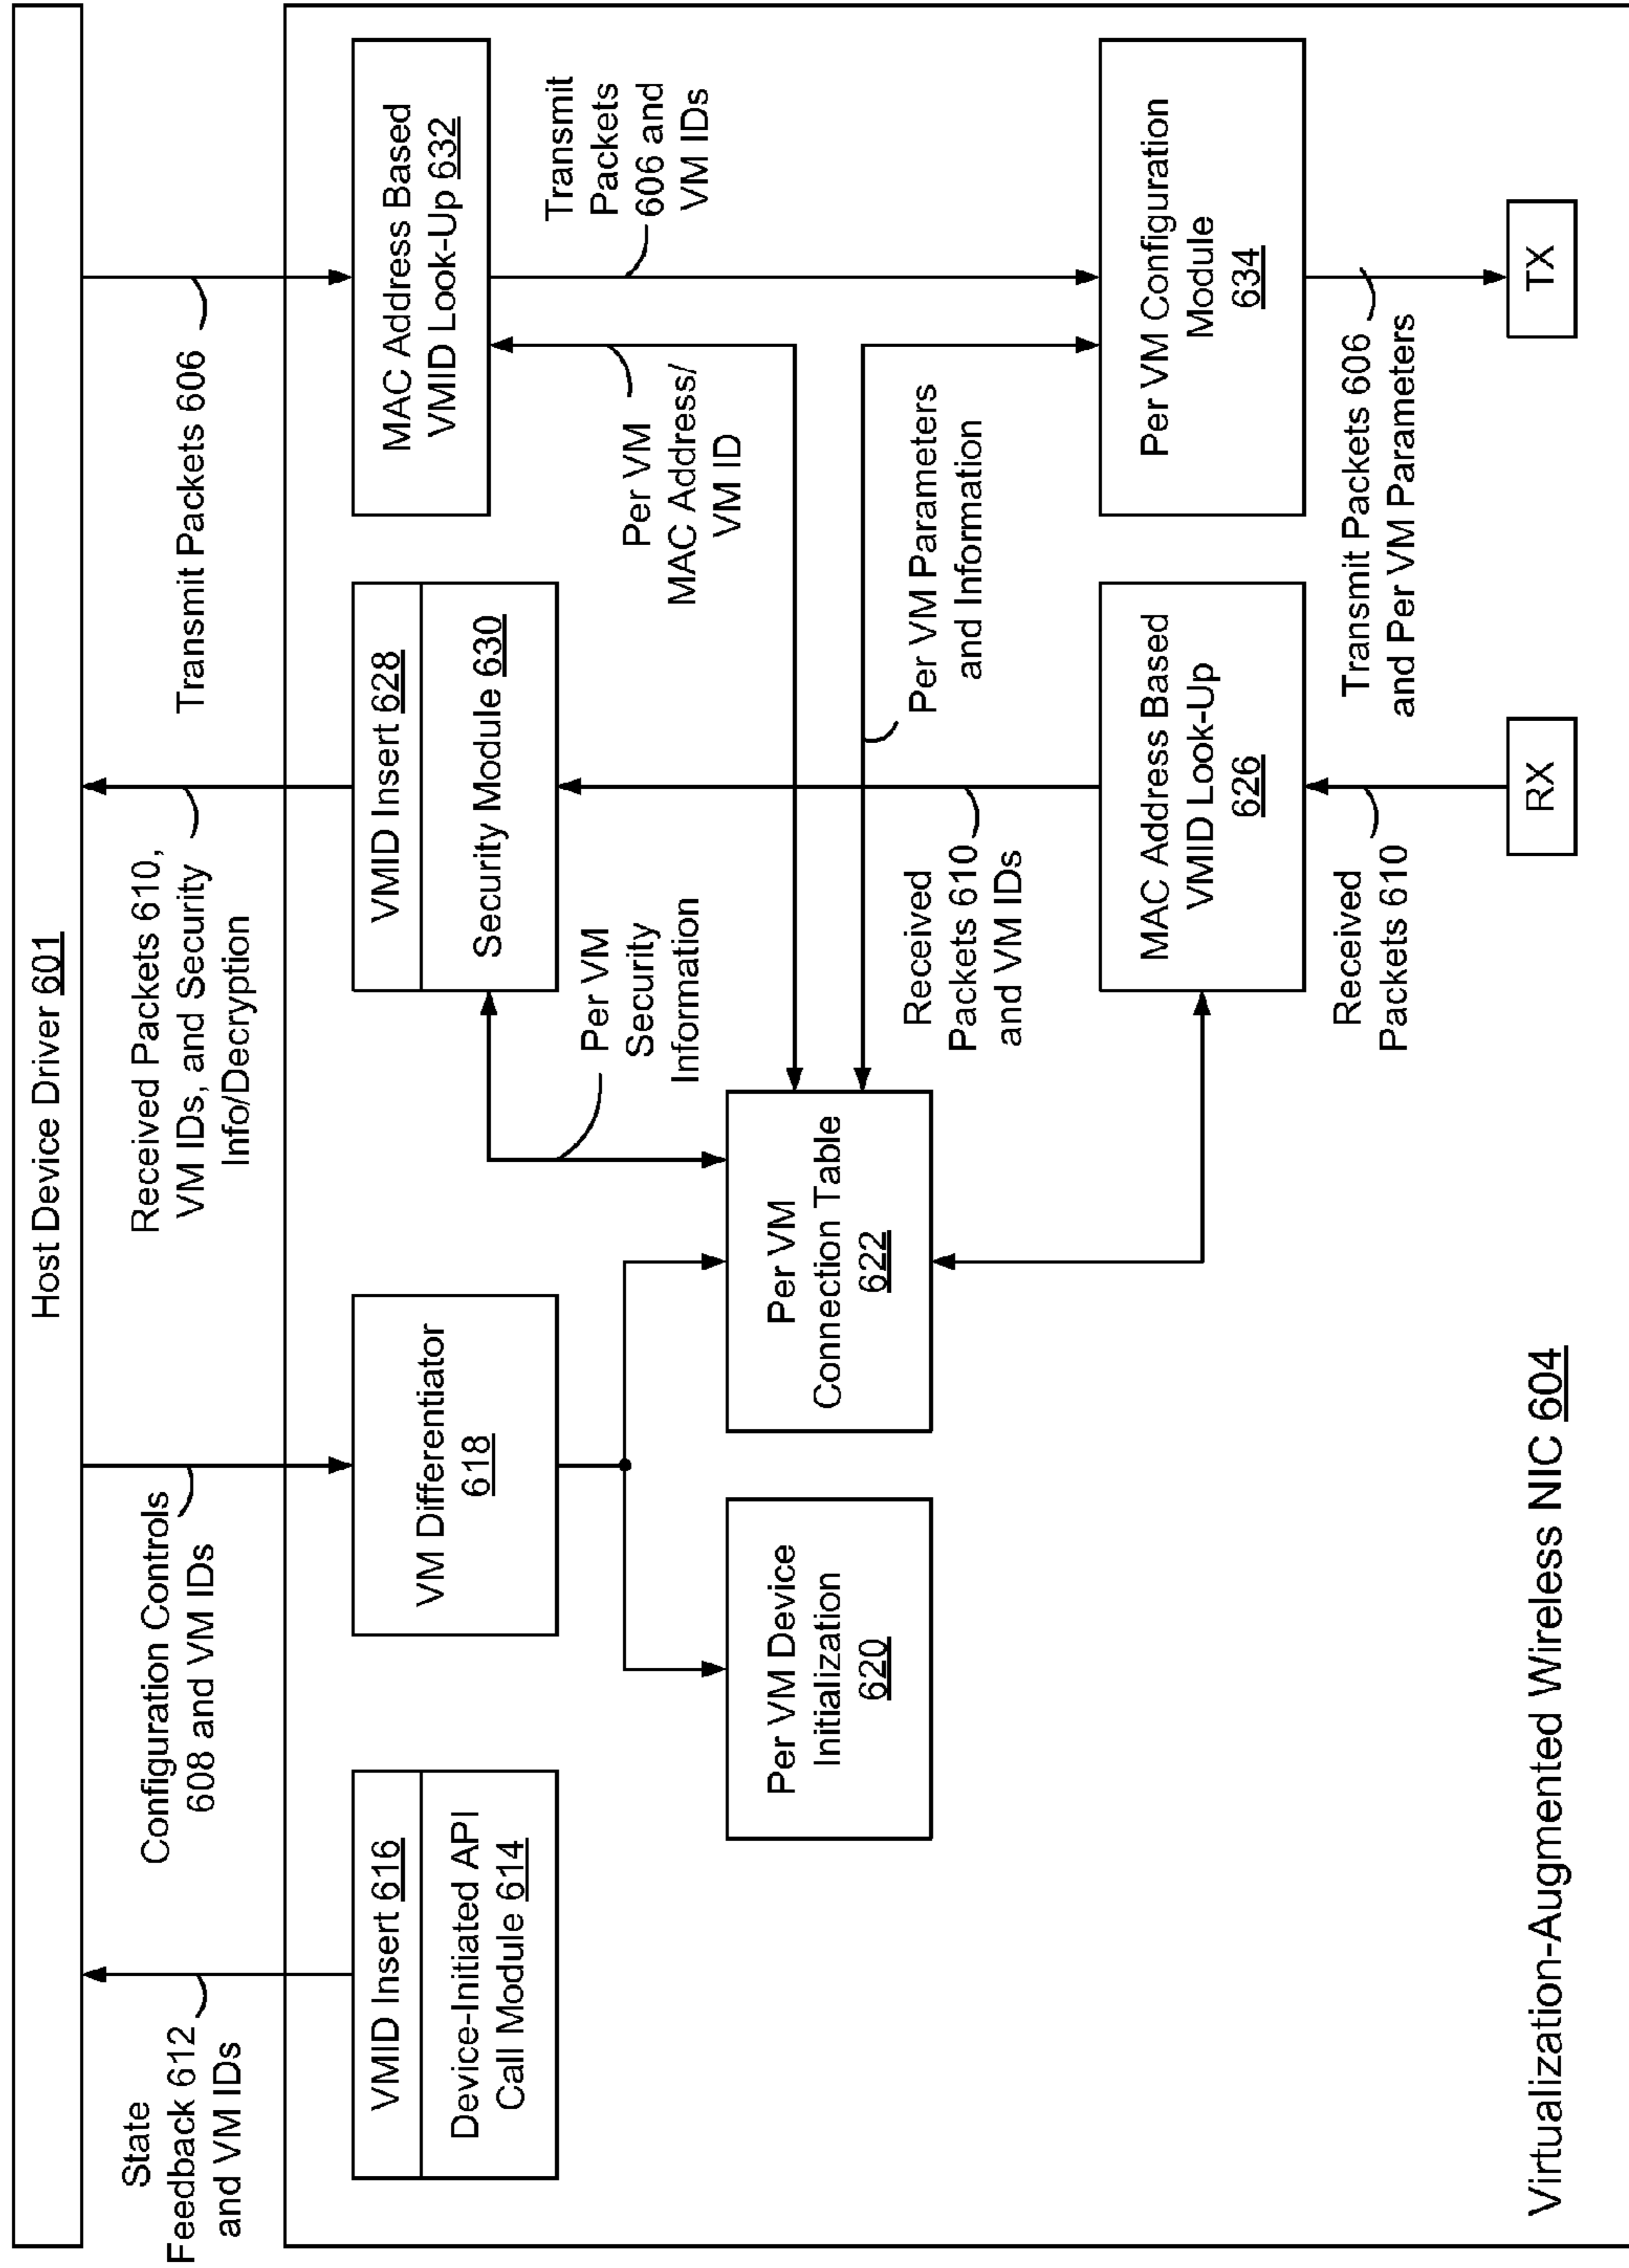 Host Device Driver 601
State
Feedback 612
and VM IDs
Configuration Controls
608 and VM IDs
Received Packets 610,
VM IDs, and Security
Info/Decryption
Transmit Packets 606
VMID Insert 616
Device-Initiated API
Call Module 614
VM Differentiator
618
VMID Insert 628
Security Module 630
MAC Address Based
VMID Look-Up 632
Per VM
Security
Information
Per VM
MAC Address/
VM ID
Transmit
Packets
606 and
VM IDs
Per VM Device
Initialization
620
Per VM
Connection Table
622
Per VM Parameters
and Information
Received
Packets 610
and VM IDs
MAC Address Based
VMID Look-Up
626
Per VM Configuration
Module
634
Received
Packets 610
Transmit Packets 606
and Per VM Parameters
RX
TX
Virtualization-Augmented Wireless NIC 604